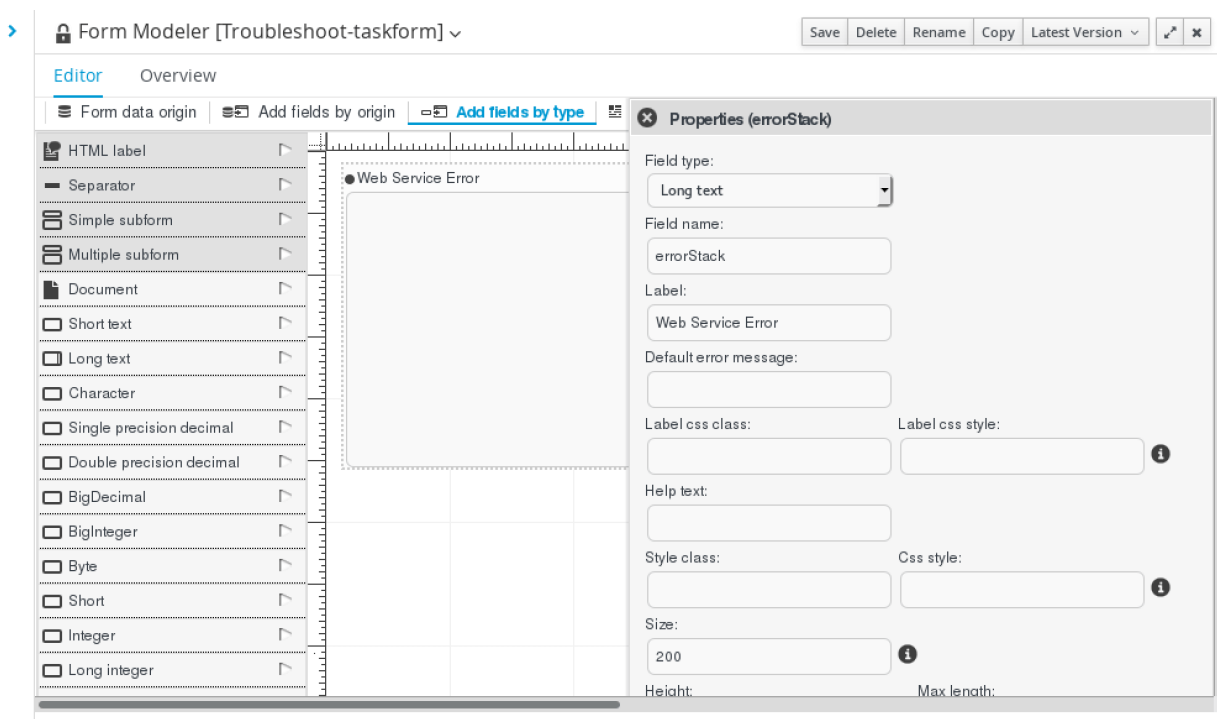 Form Modeler [Troubleshoot-taskform]
Save Delete Rename Copy Latest Version
Editor Overview
Form data origin Add fields by origin Add fields by type
Properties (errorStack)
HTML label
Separator
Simple subform
Multiple subform
Document
Short text
Long text
Character
Single precision decimal
Double precision decimal
BigDecimal
BigInteger
Byte
Short
Integer
Long integer
Web Service Error
Field type:
Long text
Field name:
errorStack
Label:
Web Service Error
Default error message:
Label css class: Label css style:
Help text:
Style class: Css style:
Size:
200
Height: Max length: